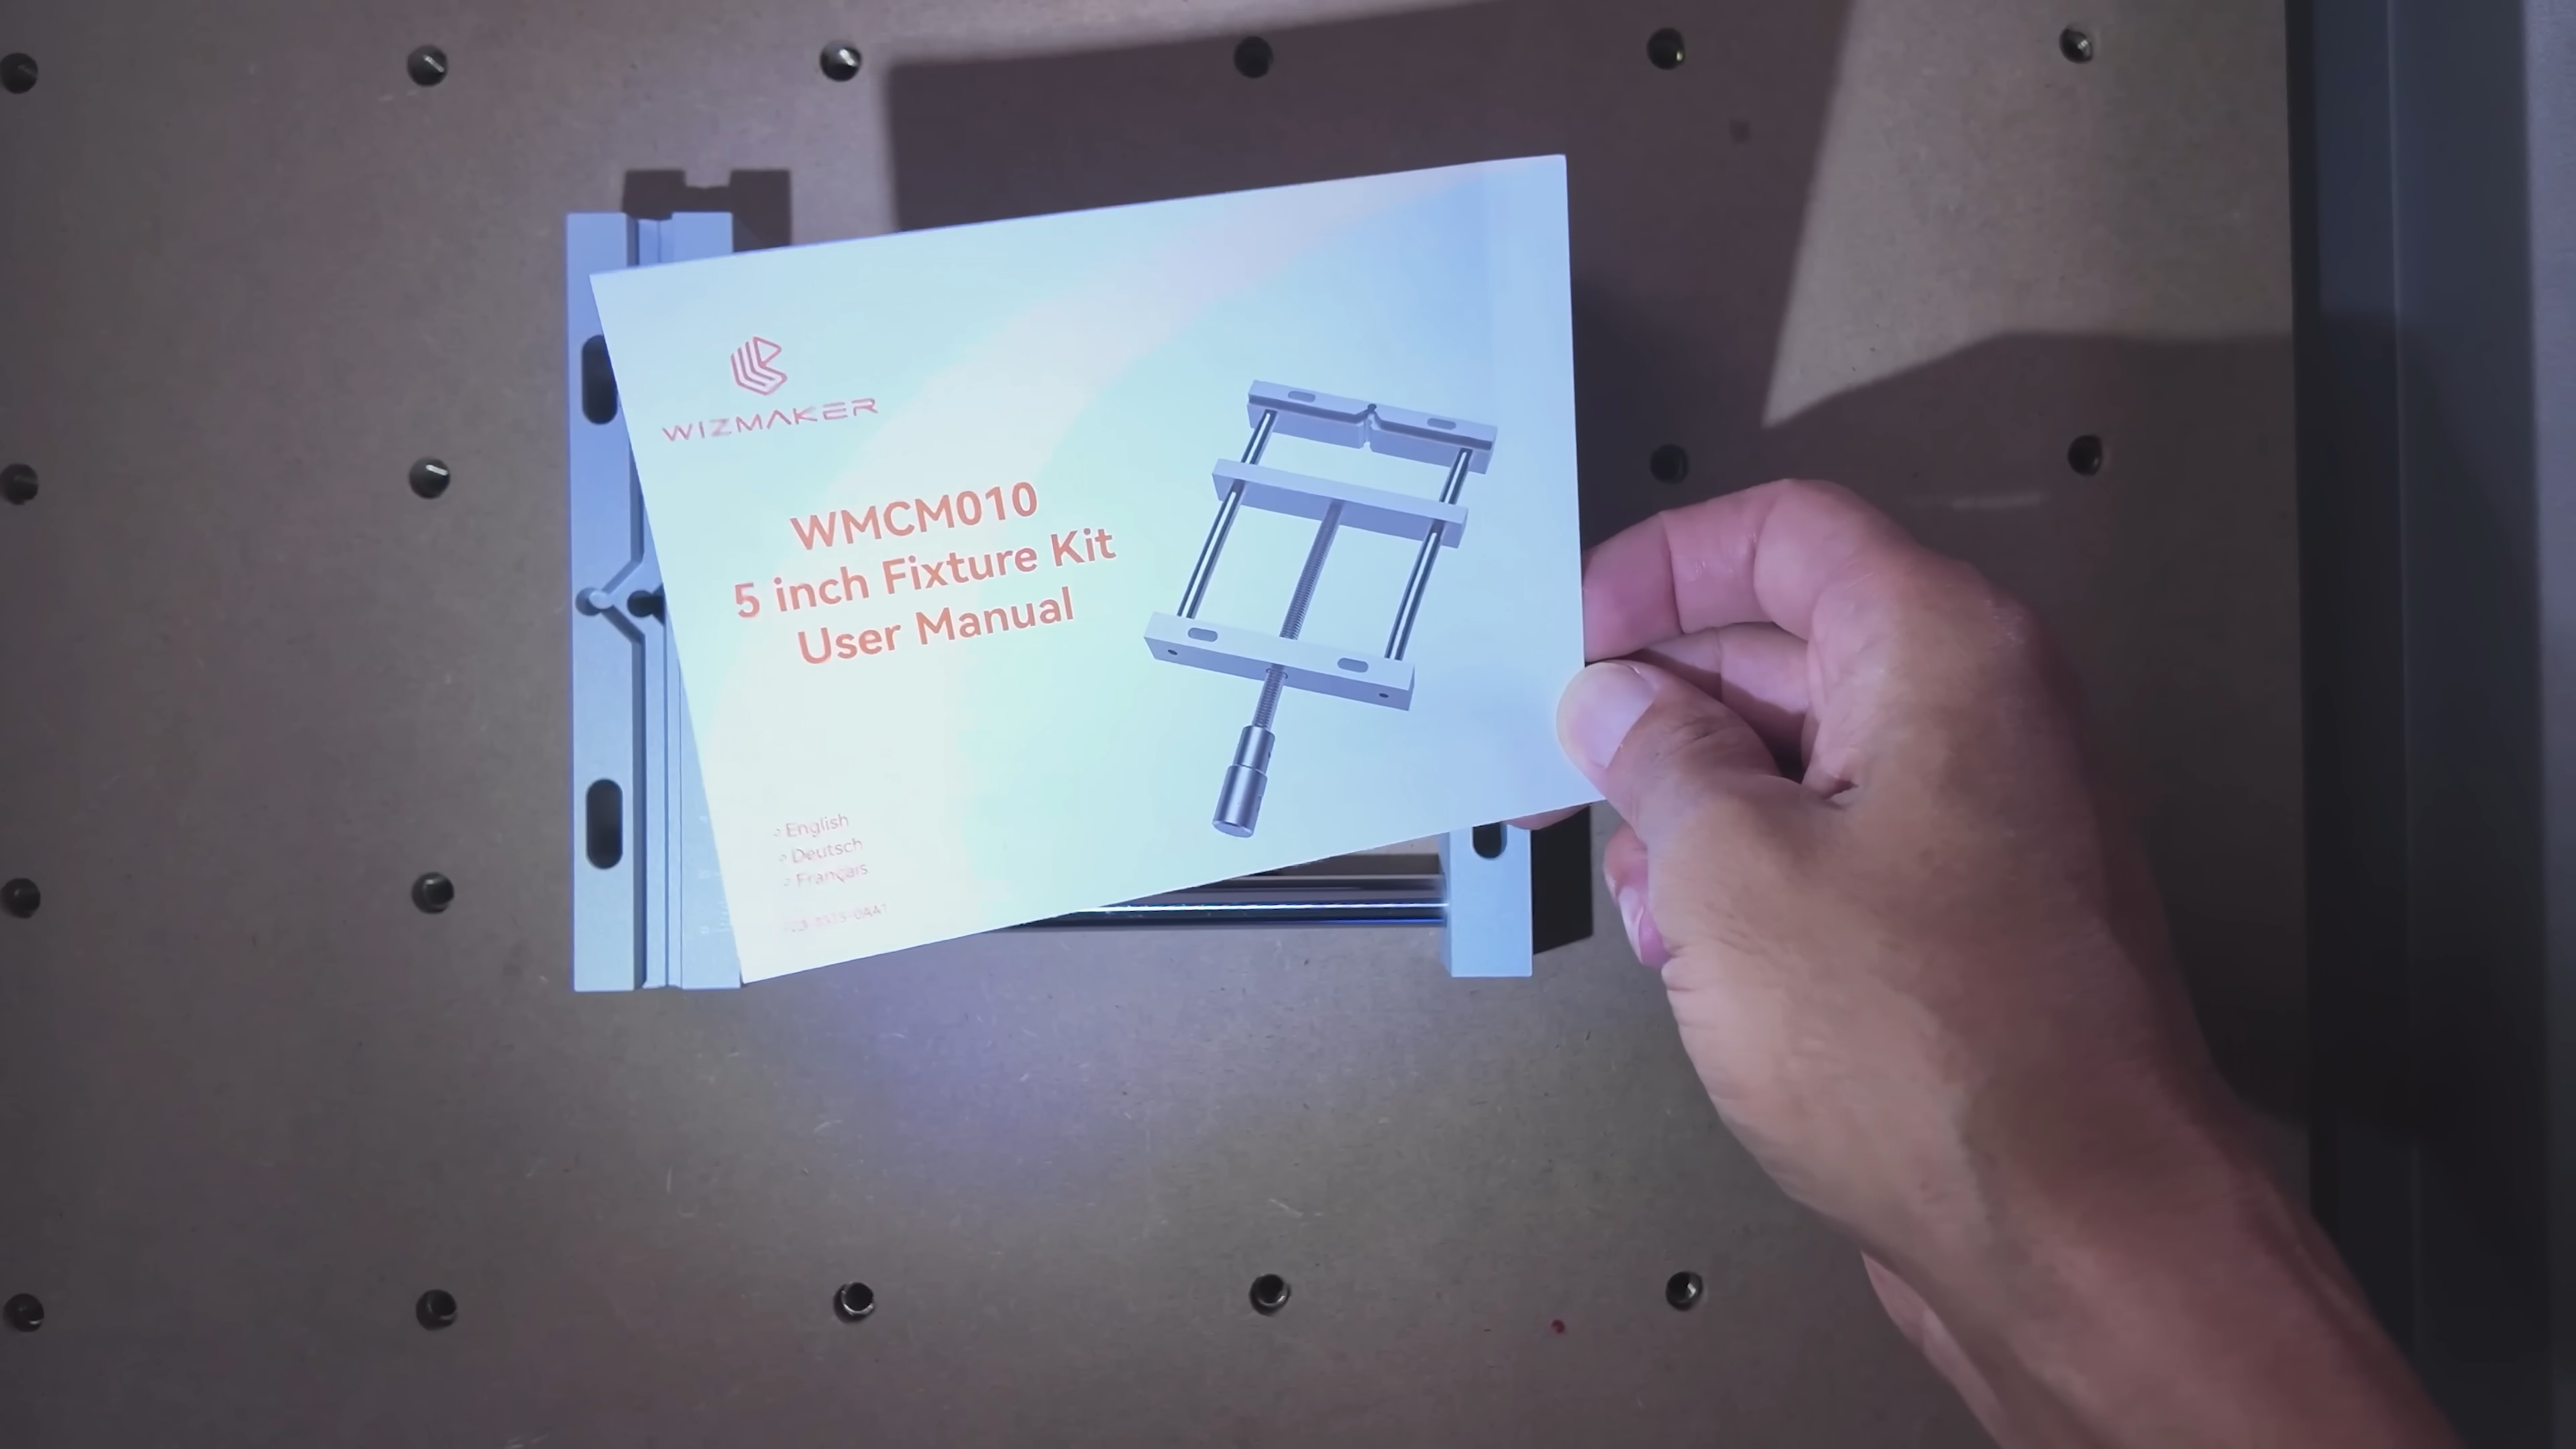 WIZMAKER
WMCM010
5 inch Fixture Kit
User Manual
English
Deutsch
Français